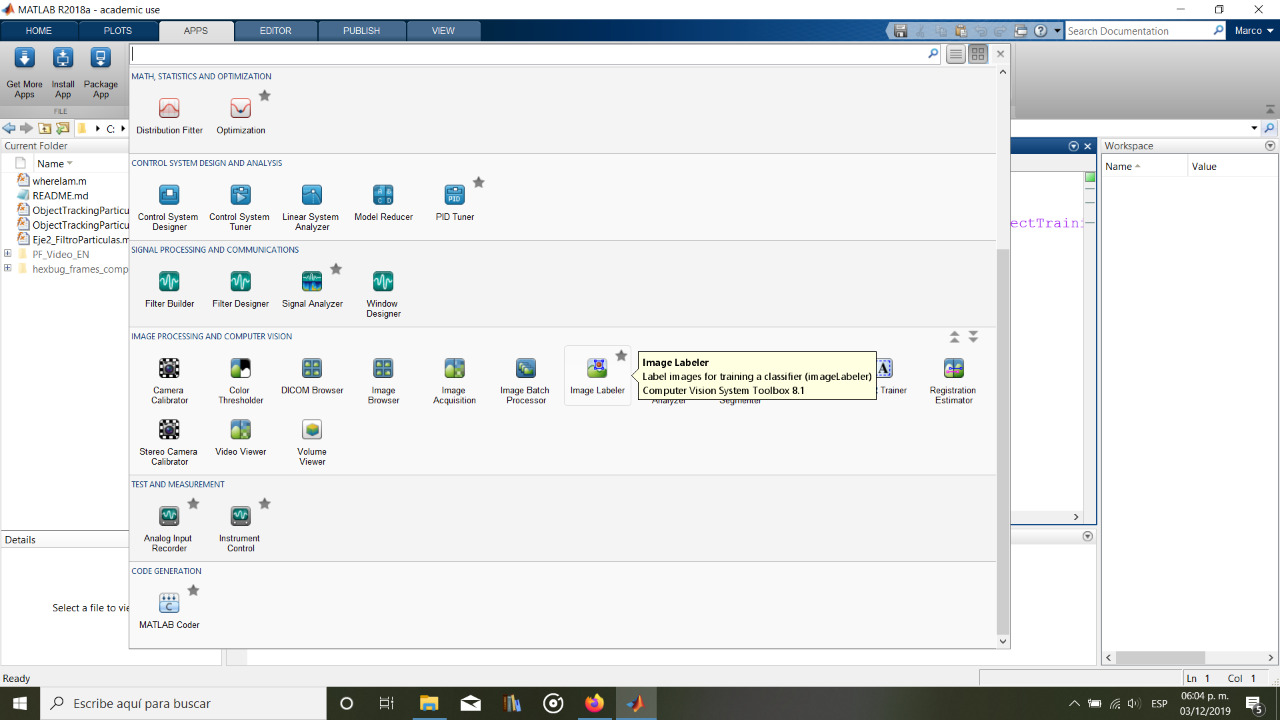 MATLAB R2018a - academic use
HOME PLOTS APPS EDITOR PUBLISH VIEW
Search Documentation
Marco
Get More Apps
Install App
Package App
FILE
C:
Current Folder
Name
whereIam.m
README.md
ObjectTrackingParticu
ObjectTrackingParticu
Eje2_FiltroParticulas.m
PF_Video_EN
hexbug_frames_comp
Details
Select a file to vie
MATH, STATISTICS AND OPTIMIZATION
Distribution Fitter
Optimization
CONTROL SYSTEM DESIGN AND ANALYSIS
Control System Designer
Control System Tuner
Linear System Analyzer
Model Reducer
PID Tuner
SIGNAL PROCESSING AND COMMUNICATIONS
Filter Builder
Filter Designer
Signal Analyzer
Window Designer
IMAGE PROCESSING AND COMPUTER VISION
Camera Calibrator
Color Thresholder
DICOM Browser
Image Browser
Image Acquisition
Image Batch Processor
Image Labeler
Image Labeler
Label images for training a classifier (imageLabeler)
Computer Vision System Toolbox 8.1
Trainer
Registration Estimator
Stereo Camera Calibrator
Video Viewer
Volume Viewer
TEST AND MEASUREMENT
Analog Input Recorder
Instrument Control
CODE GENERATION
MATLAB Coder
ectTraini
Workspace
Name Value
Ready
Ln 1 Col 1
Escribe aquí para buscar
ESP
06:04 p. m.
03/12/2019
5